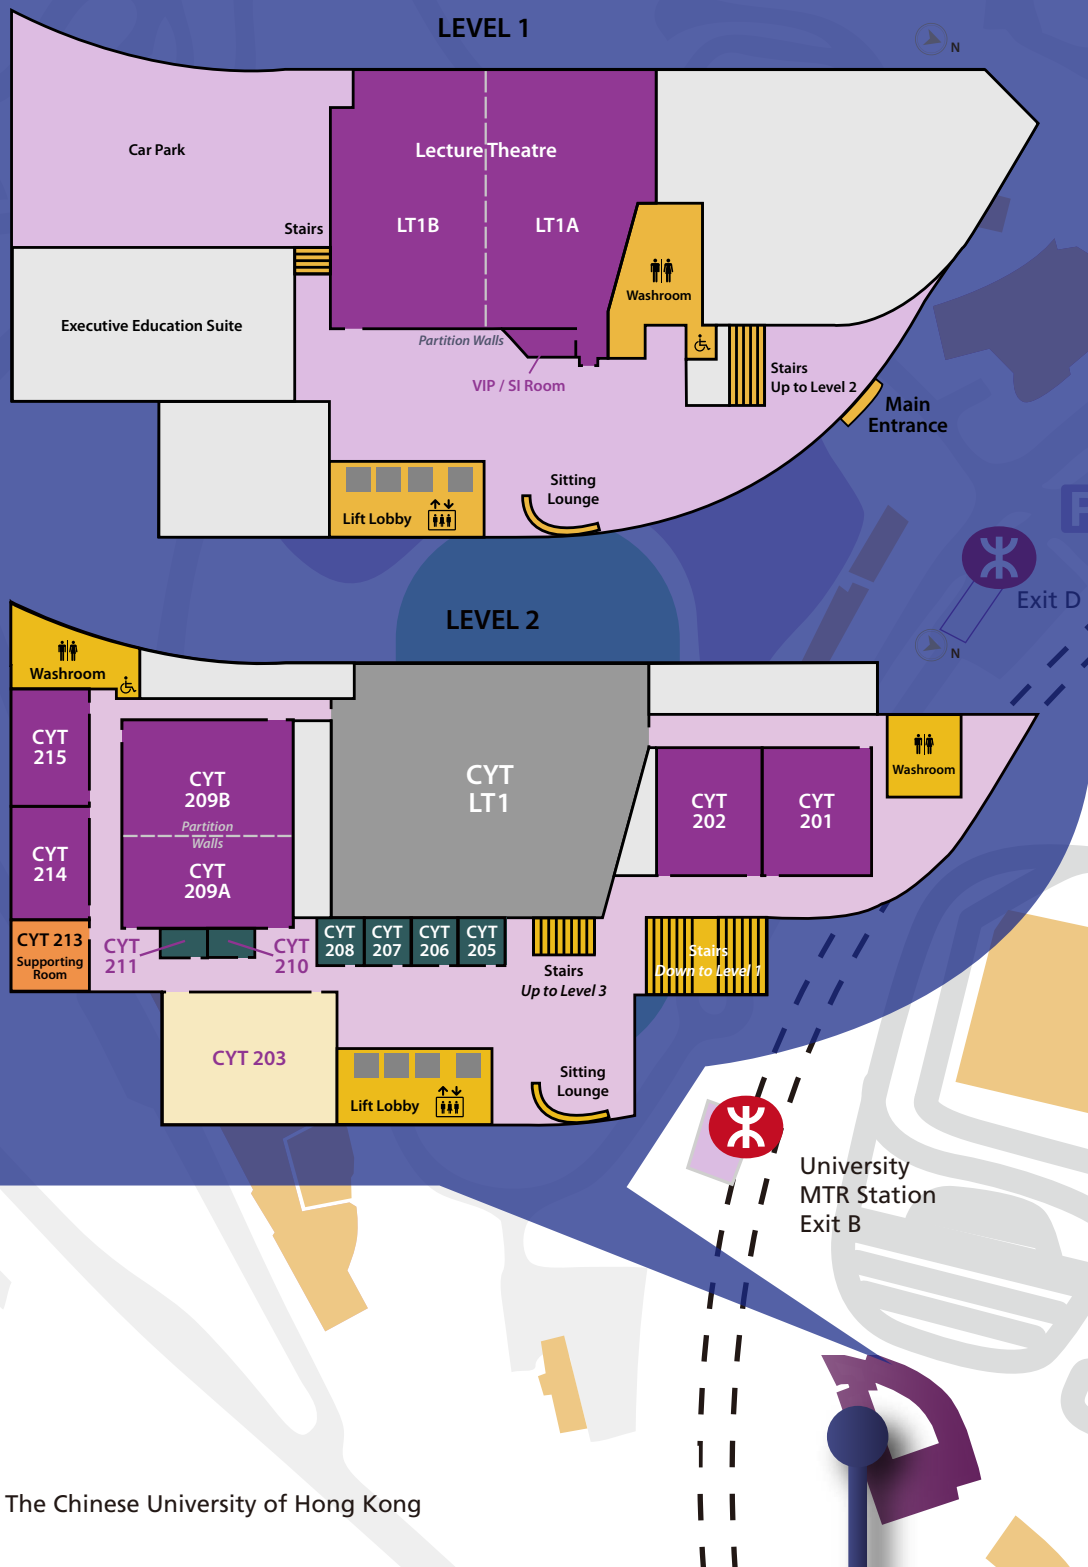 LEVEL 1
N
Car Park
Lecture Theatre
Stairs
LT1B
LT1A
Washroom
Executive Education Suite
Partition Walls
VIP / SI Room
Stairs
Up to Level 2
Main
Entrance
Sitting
Lounge
Lift Lobby
Exit D
LEVEL 2
N
Washroom
CYT
215
CYT
209B
CYT
LT1
Washroom
CYT
202
CYT
201
Partition
Walls
CYT
214
CYT
209A
CYT 213
Supporting
Room
CYT
211
CYT
210
CYT
208
CYT
207
CYT
206
CYT
205
Stairs
Up to Level 3
Stairs
Down to Level 1
CYT 203
Lift Lobby
Sitting
Lounge
University
MTR Station
Exit B
The Chinese University of Hong Kong